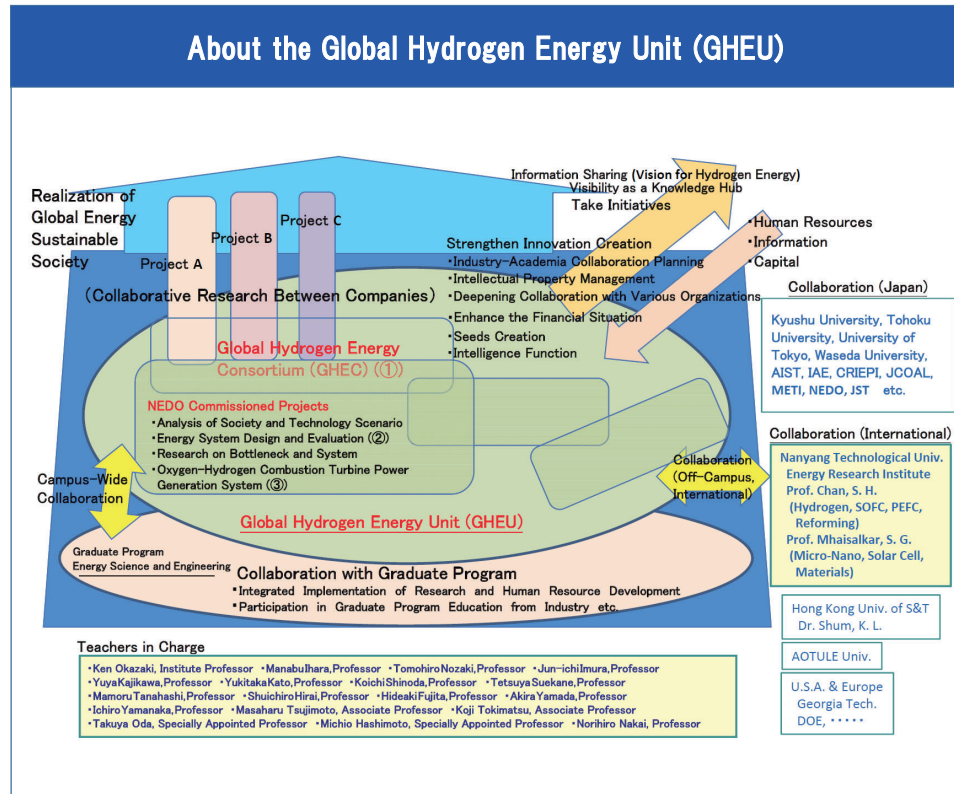 About the Global Hydrogen Energy Unit (GHEU)
Realization of
Global Energy
Sustainable
Society
Project A
Project B
Project C
Information Sharing (Vision for Hydrogen Energy)
Visibility as a Knowledge Hub
Take Initiatives
・Human Resources
・Information
・Capital
Strengthen Innovation Creation
・Industry-Academia Collaboration Planning
・Intellectual Property Management
・Deepening Collaboration with Various Organizations
・Enhance the Financial Situation
・Seeds Creation
・Intelligence Function
(Collaborative Research Between Companies)
Global Hydrogen Energy
Consortium (GHEC) (①)
NEDO Commissioned Projects
・Analysis of Society and Technology Scenario
・Energy System Design and Evaluation (②)
・Research on Bottleneck and System
・Oxygen-Hydrogen Combustion Turbine Power
Generation System (③)
Campus-Wide
Collaboration
Collaboration
(Off-Campus,
International)
Global Hydrogen Energy Unit (GHEU)
Graduate Program
Energy Science and Engineering
Collaboration with Graduate Program
・Integrated Implementation of Research and Human Resource Development
・Participation in Graduate Program Education from Industry etc.
Collaboration (Japan)
Kyushu University, Tohoku
University, University of
Tokyo, Waseda University,
AIST, IAE, CRIEPI, JCOAL,
METI, NEDO, JST etc.
Collaboration (International)
Nanyang Technological Univ.
Energy Research Institute
Prof. Chan, S. H.
(Hydrogen, SOFC, PEFC,
Reforming)
Prof. Mhaisalkar, S. G.
(Micro-Nano, Solar Cell,
Materials)
Hong Kong Univ. of S&T
Dr. Shum, K. L.
AOTULE Univ.
U.S.A. & Europe
Georgia Tech.
DOE, ・・・・・
Teachers in Charge
・Ken Okazaki, Institute Professor ・Manabu Ihara, Professor ・Tomohiro Nozaki, Professor ・Jun-ichi Imura, Professor
・Yuya Kajikawa, Professor ・Yukitaka Kato, Professor ・Koichi Shinoda, Professor ・Tetsuya Suekane, Professor
・Mamoru Tanahashi, Professor ・Shuichiro Hirai, Professor ・Hideaki Fujita, Professor ・Akira Yamada, Professor
・Ichiro Yamanaka, Professor ・Masaharu Tsujimoto, Associate Professor ・Koji Tokimatsu, Associate Professor
・Takuya Oda, Specially Appointed Professor ・Michio Hashimoto, Specially Appointed Professor ・Norihiro Nakai, Professor